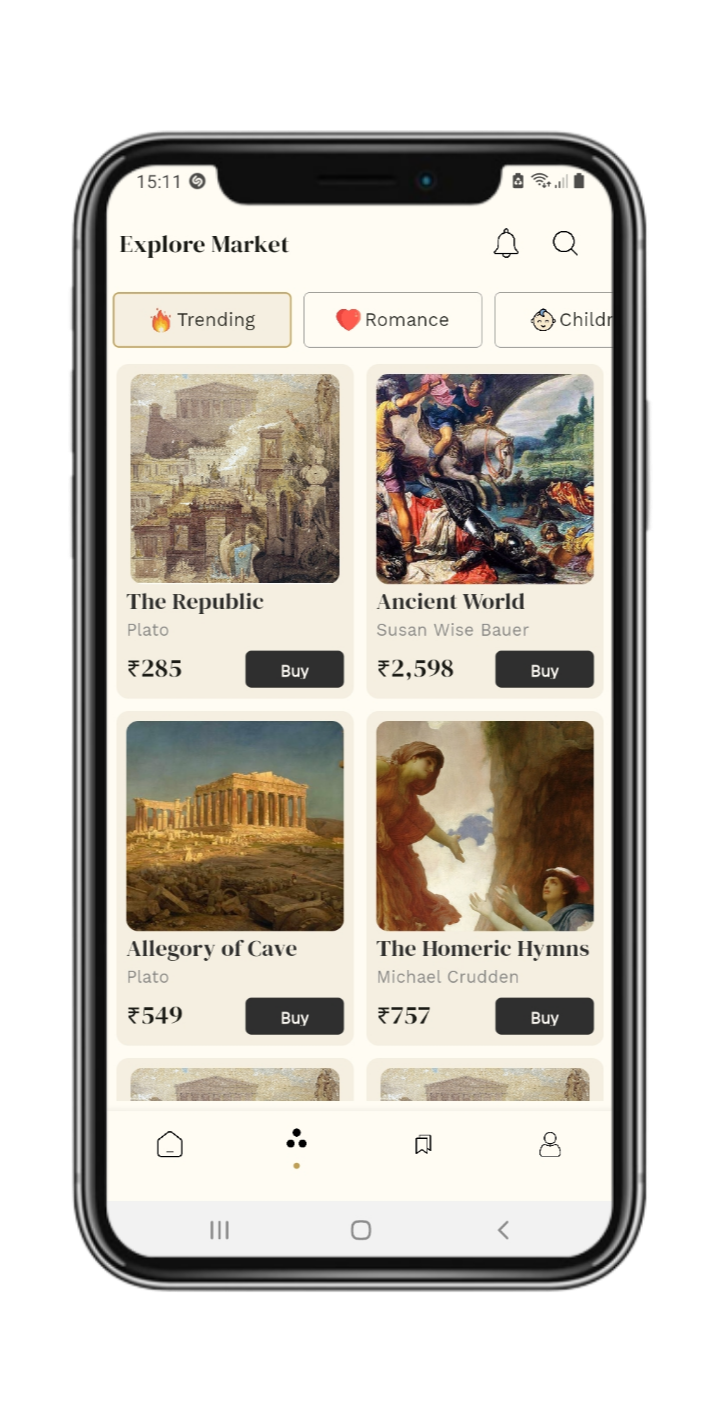 15:11
Explore Market
Trending
Romance
Childr
The Republic
Plato
₹285
Buy
Ancient World
Susan Wise Bauer
₹2,598
Buy
Allegory of Cave
Plato
₹549
Buy
The Homeric Hymns
Michael Crudden
₹757
Buy